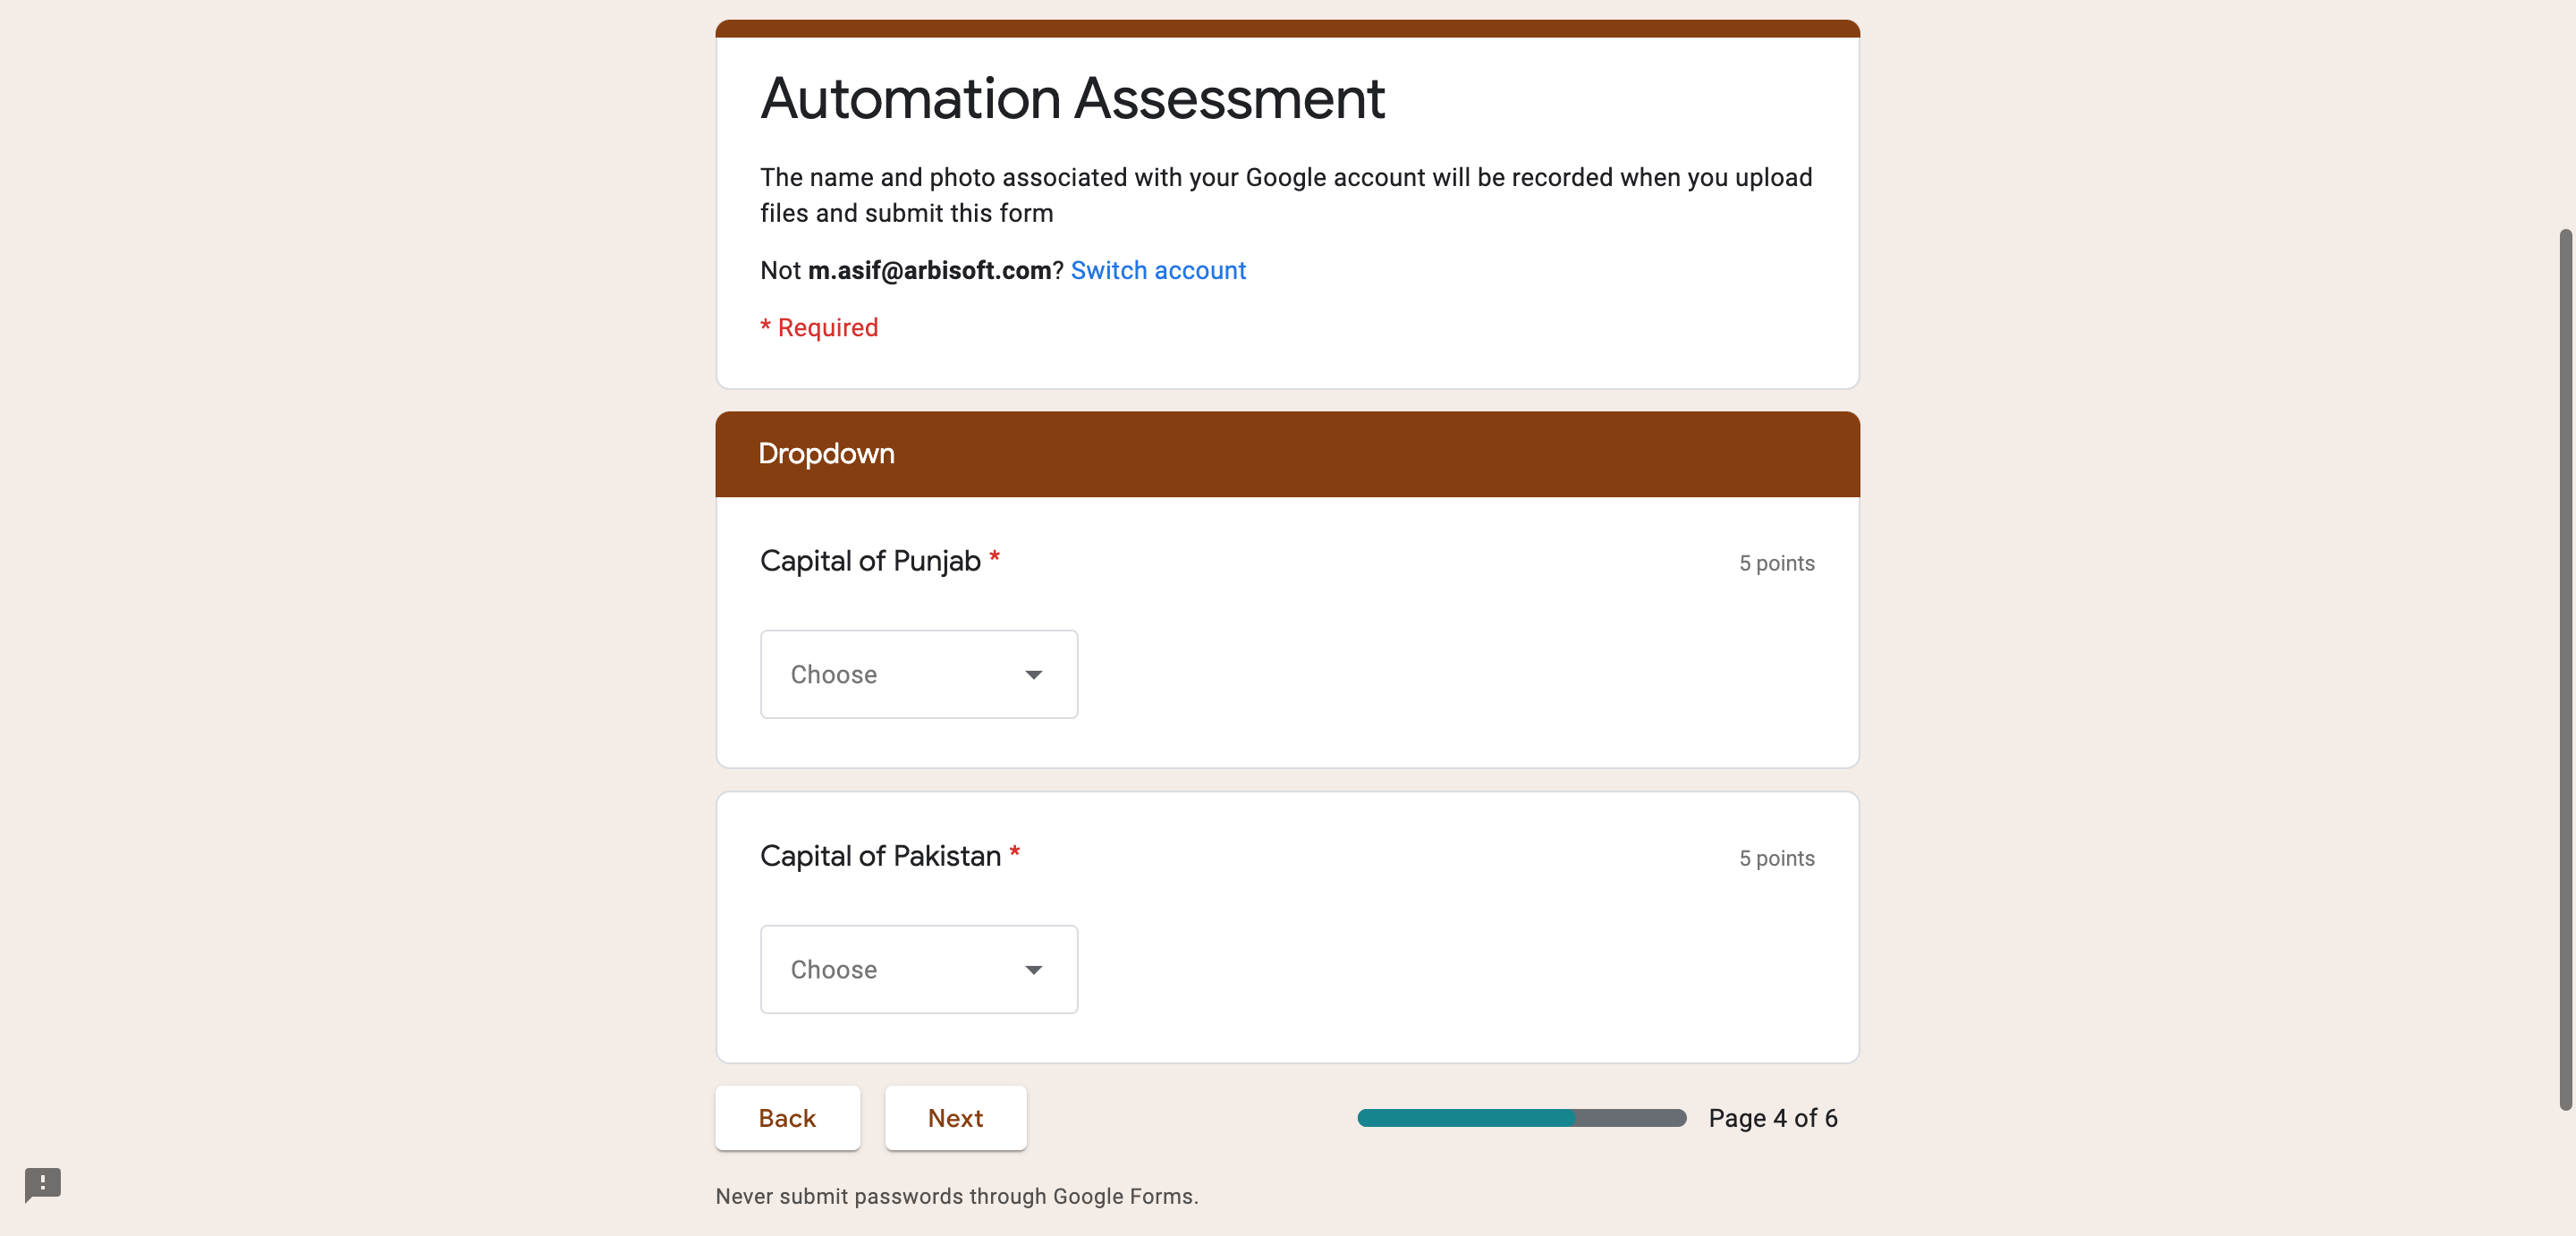 Automation Assessment
The name and photo associated with your Google account will be recorded when you upload
files and submit this form
Not m.asif@arbisoft.com? Switch account
* Required
Dropdown
Capital of Punjab *
5 points
Choose
Capital of Pakistan *
5 points
Choose
Back
Next
Page 4 of 6
Never submit passwords through Google Forms.